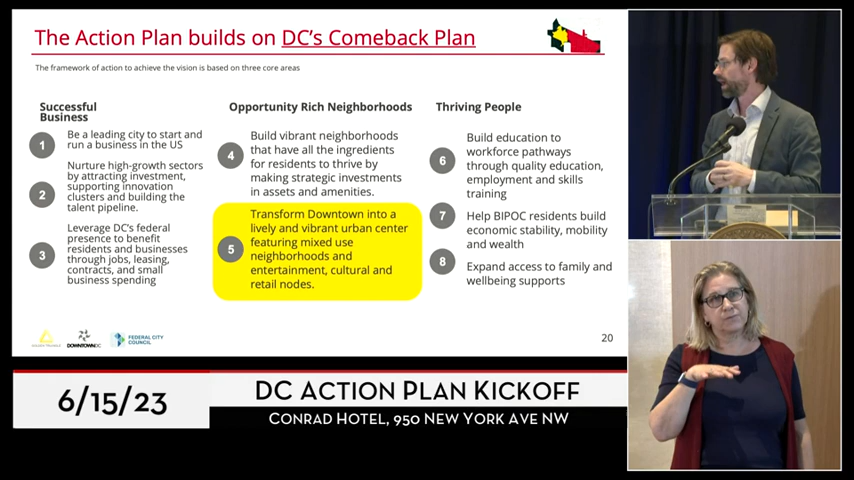 The Action Plan builds on DC's Comeback Plan
The framework of action to achieve the vision is based on three core areas
Successful
Business
1
Be a leading city to start and
run a business in the US
2
Nurture high-growth sectors
by attracting investment,
supporting innovation
clusters and building the
talent pipeline.
3
Leverage DC's federal
presence to benefit
residents and businesses
through jobs, leasing,
contracts, and small
business spending
Opportunity Rich Neighborhoods
4
Build vibrant neighborhoods
that have all the ingredients
for residents to thrive by
making strategic investments
in assets and amenities.
5
Transform Downtown into a
lively and vibrant urban center
featuring mixed use
neighborhoods and
entertainment, cultural and
retail nodes.
Thriving People
6
Build education to
workforce pathways
through quality education,
employment and skills
training
7
Help BIPOC residents build
economic stability, mobility
and wealth
8
Expand access to family and
wellbeing supports
DOWNTOWNDC
FEDERAL CITY
COUNCIL
20
6/15/23
DC ACTION PLAN KICKOFF
CONRAD HOTEL, 950 NEW YORK AVE NW